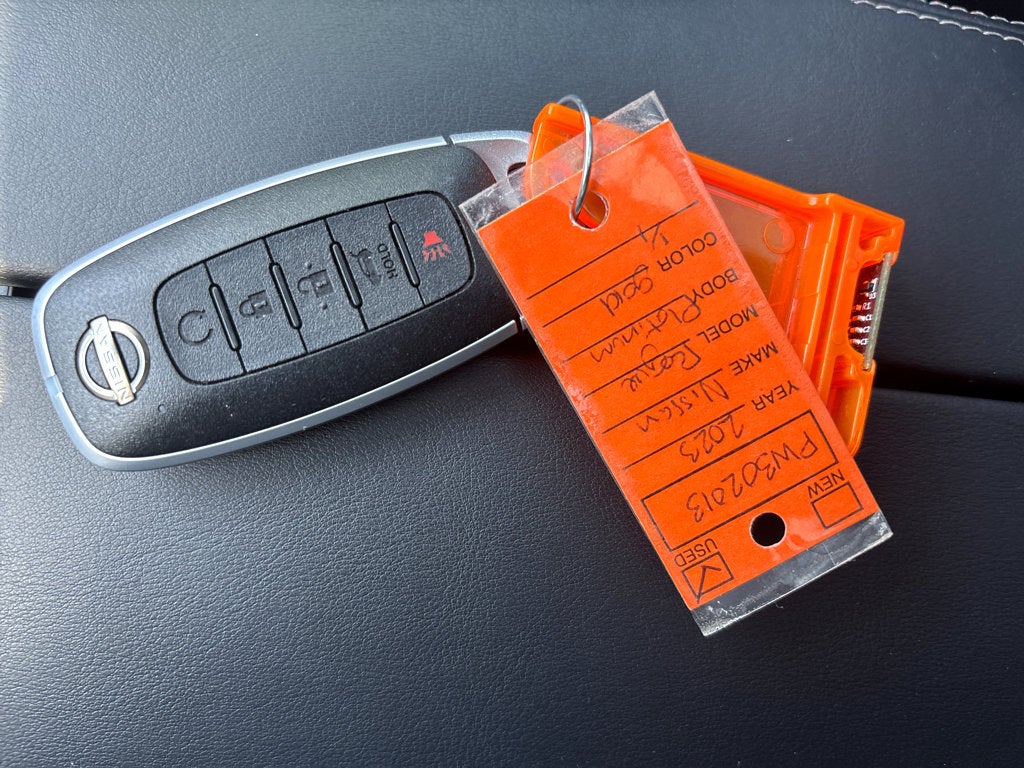 NISSAN
HOLD
USED
NEW
PW302013
YEAR 2023
MAKE Nissan
MODEL Rogue
BODY Platinum
COLOR gold